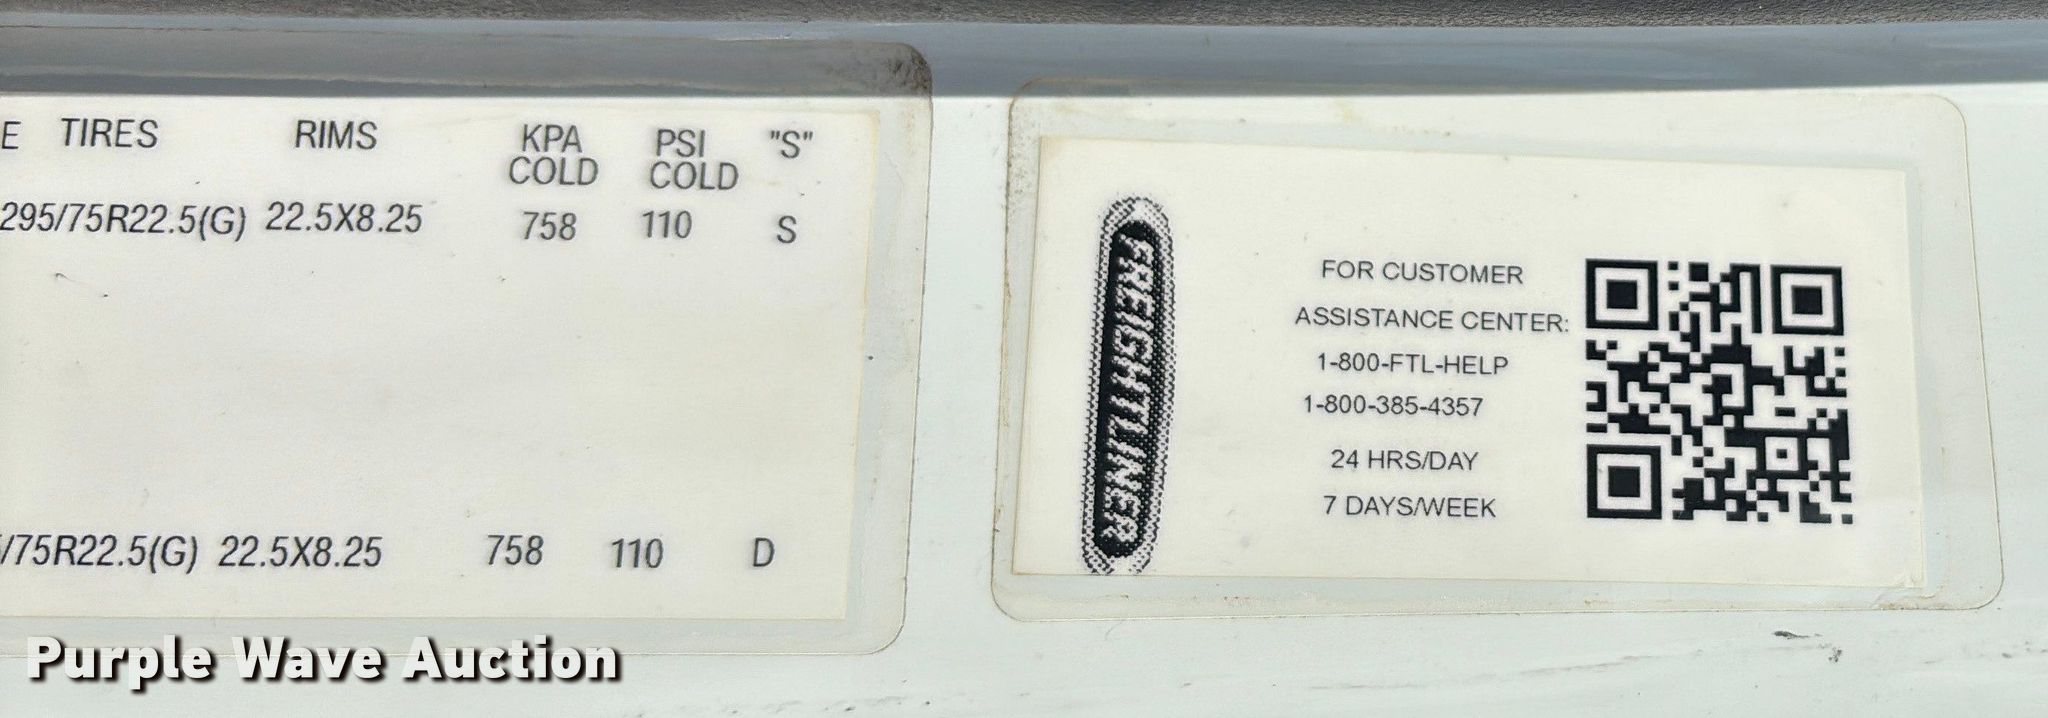 E TIRES RIMS KPA COLD PSI COLD "S"
295/75R22.5(G) 22.5X8.25 758 110 S
/75R22.5(G) 22.5X8.25 758 110 D
FREIGHTLINER
FOR CUSTOMER
ASSISTANCE CENTER:
1-800-FTL-HELP
1-800-385-4357
24 HRS/DAY
7 DAYS/WEEK
Purple Wave Auction